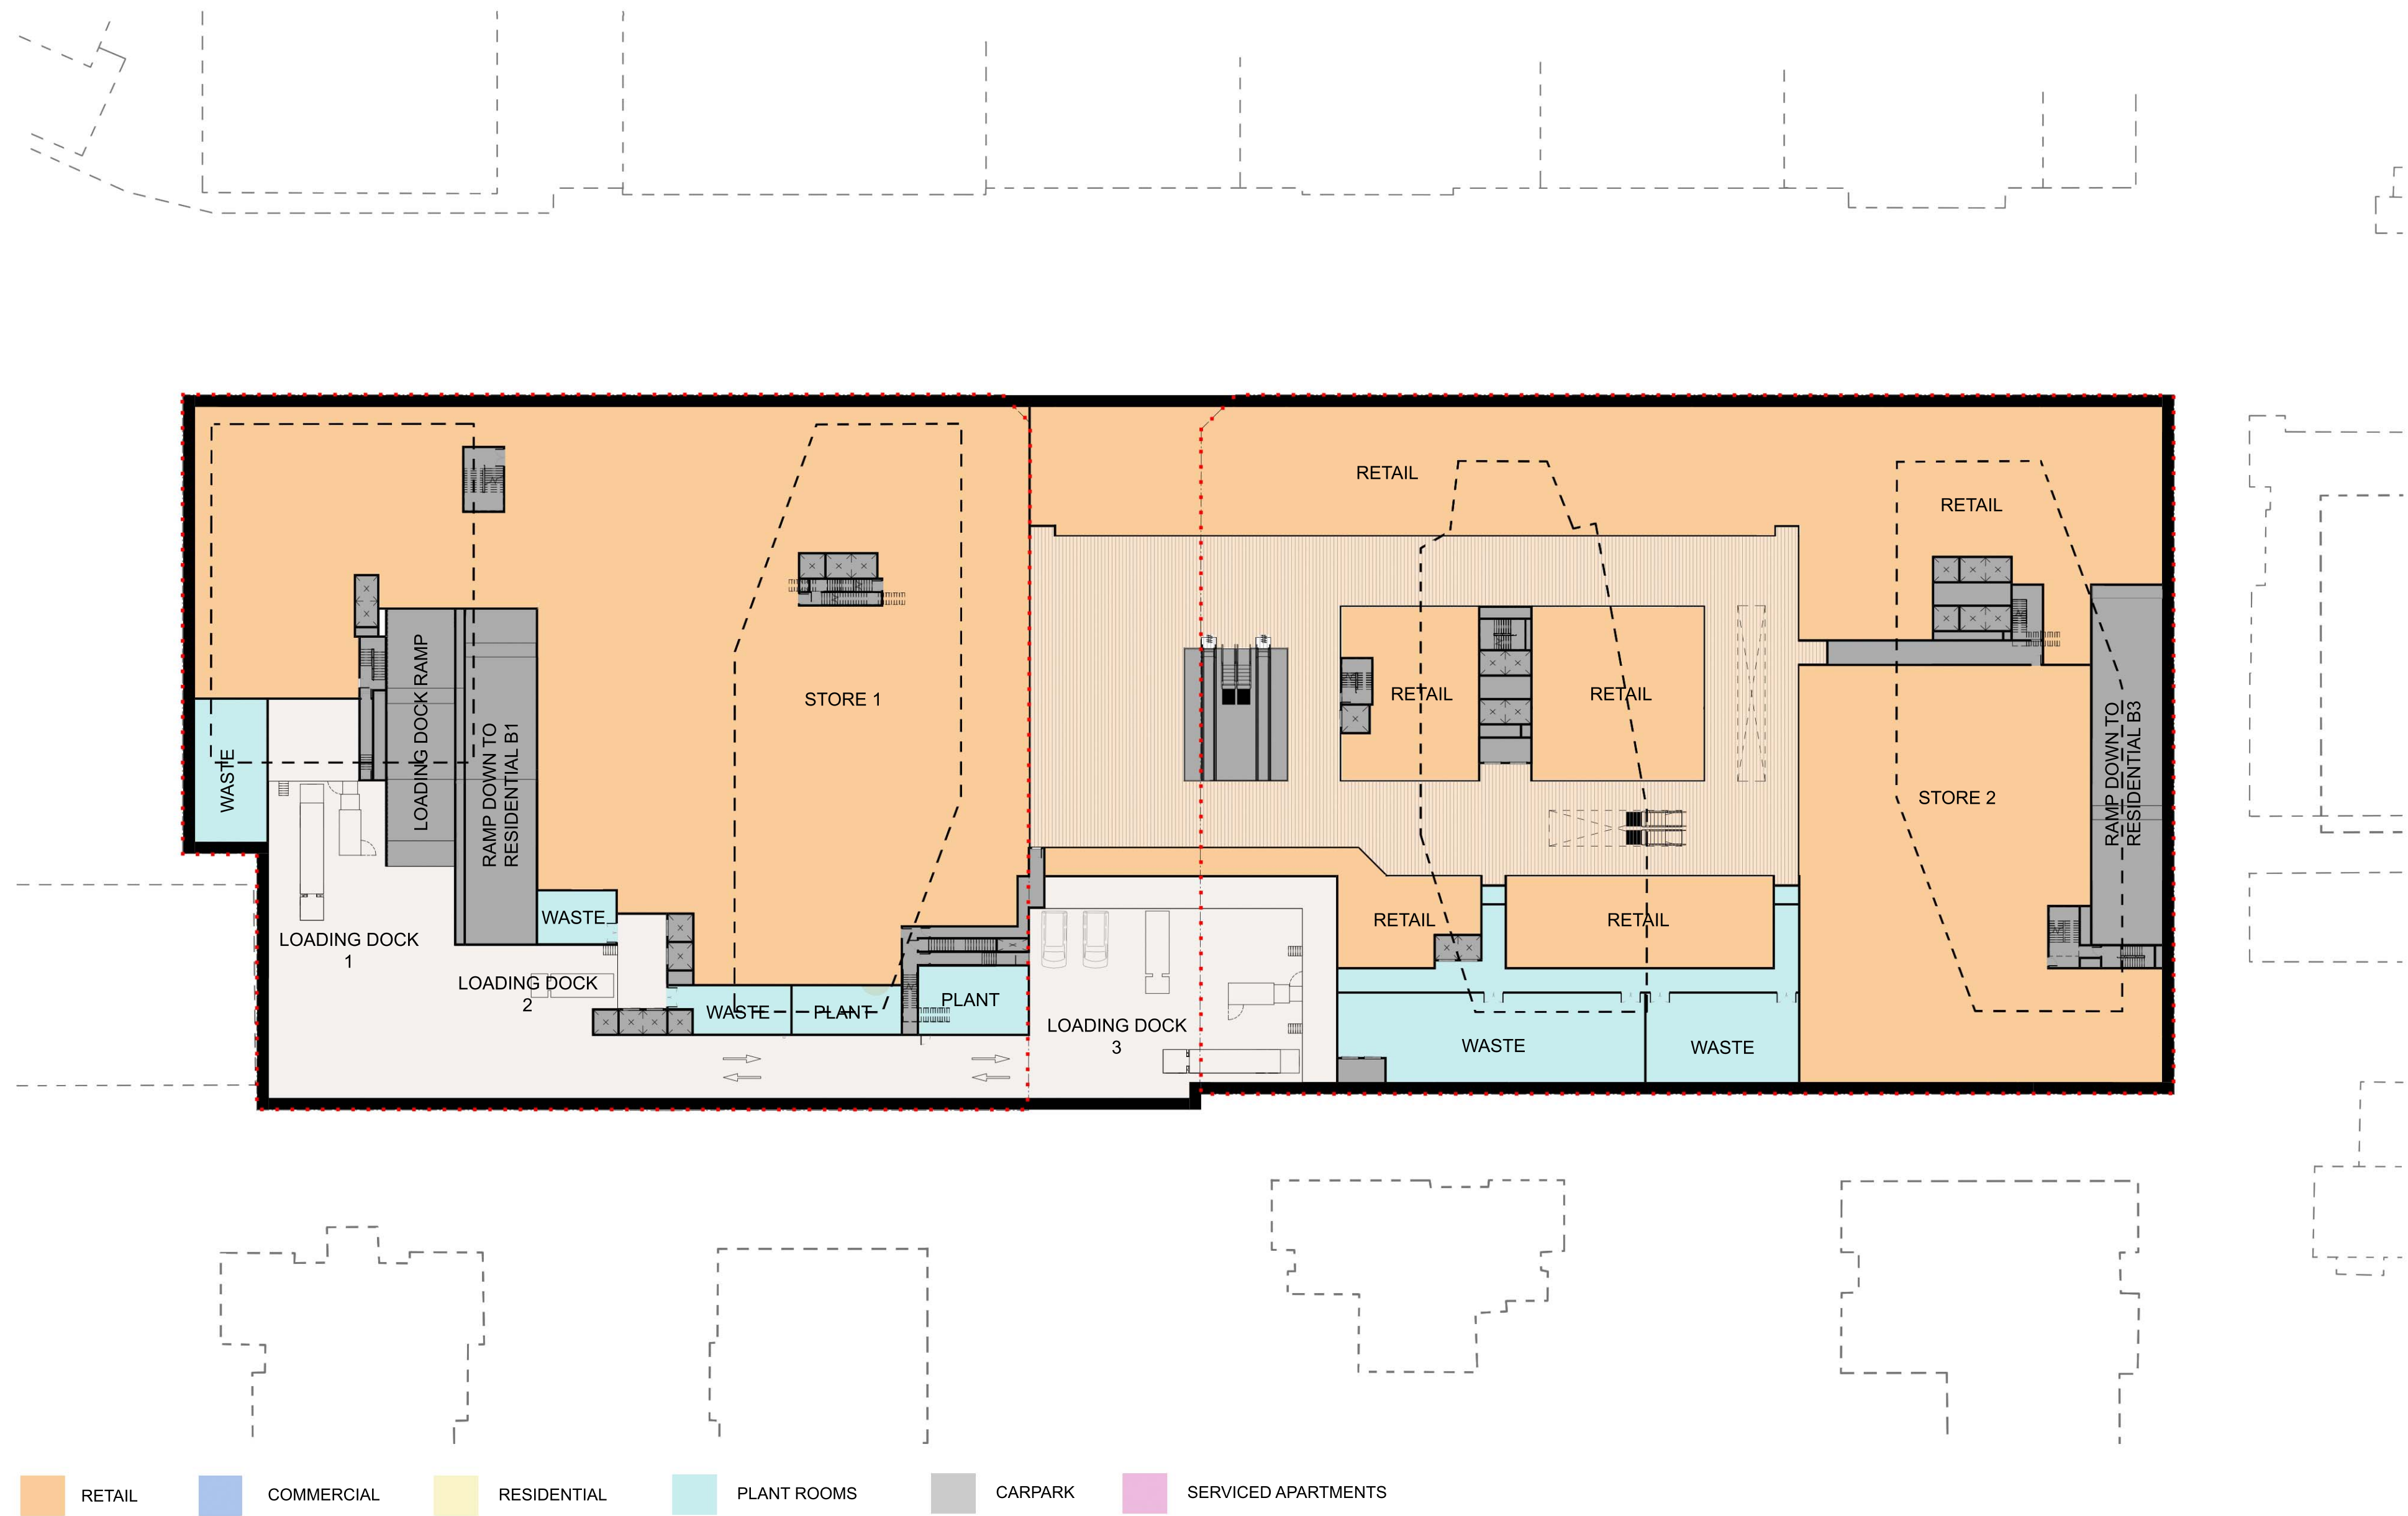 RETAIL
RETAIL
LOADING DOCK RAMP
RAMP DOWN TO
RESIDENTIAL B1
STORE 1
RETAIL
RETAIL
WASTE
STORE 2
RAMP DOWN TO
RESIDENTIAL B3
WASTE
RETAIL
RETAIL
LOADING DOCK
1
LOADING DOCK
2
WASTE
PLANT
PLANT
LOADING DOCK
3
WASTE
WASTE
RETAIL
COMMERCIAL
RESIDENTIAL
PLANT ROOMS
CARPARK
SERVICED APARTMENTS